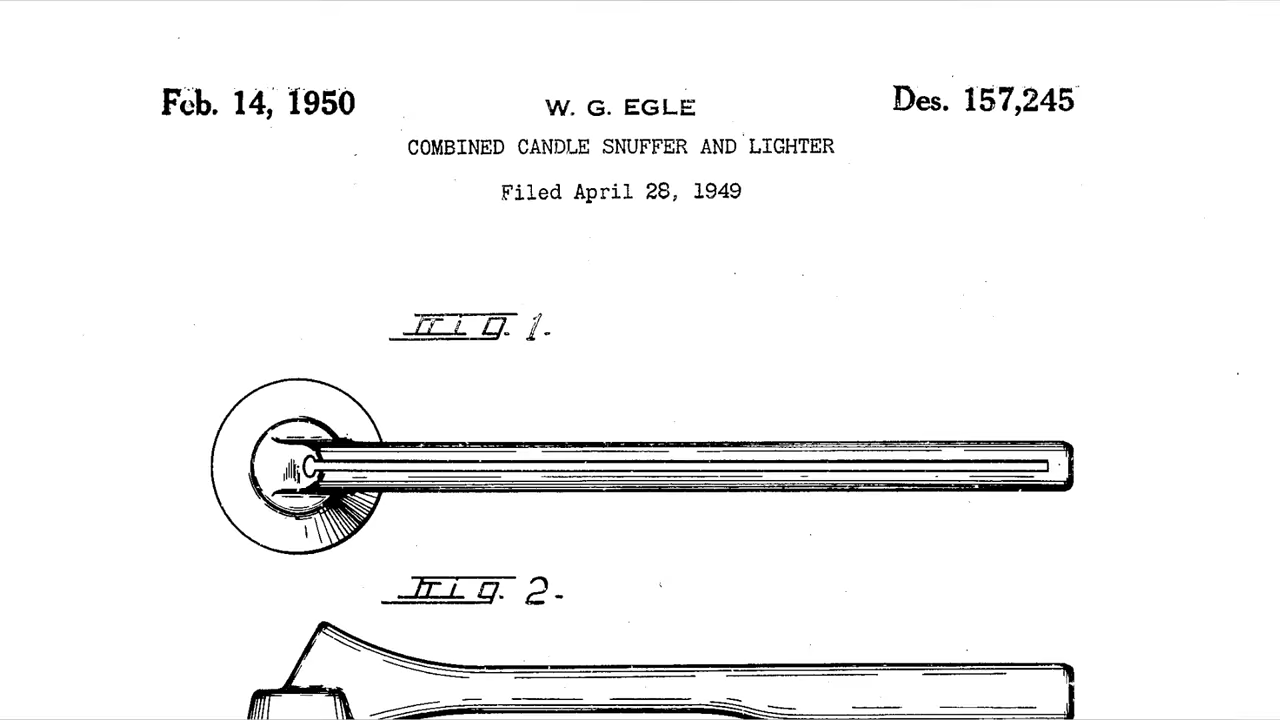 Feb. 14, 1950
W. G. EGLE
Des. 157,245
COMBINED CANDLE SNUFFER AND LIGHTER
Filed April 28, 1949
Fig. 1.
Fig. 2.